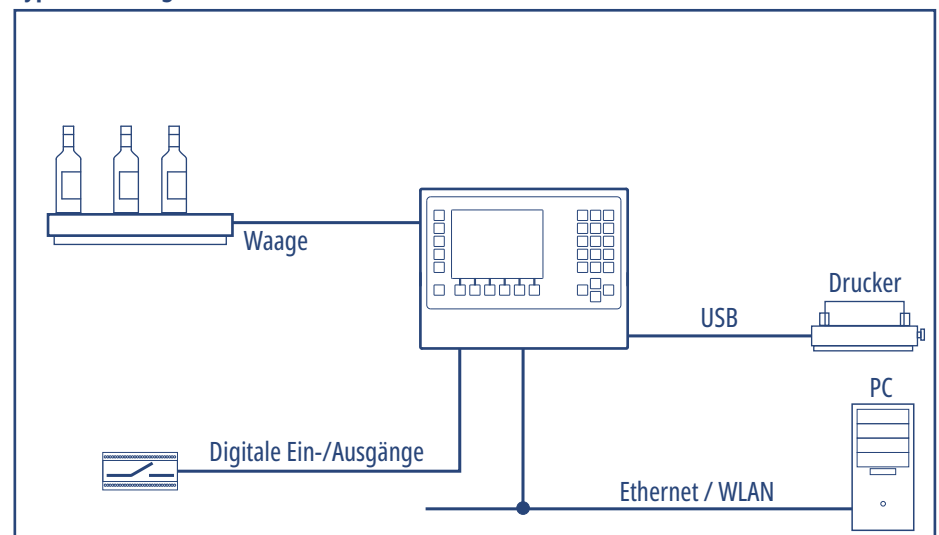 Waage
Drucker
USB
PC
Digitale Ein-/Ausgänge
Ethernet / WLAN